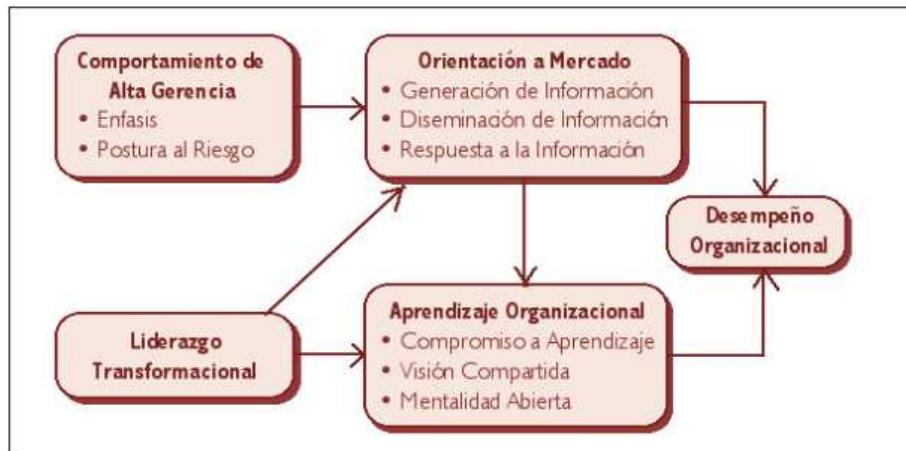 Comportamiento de
Alta Gerencia
• Enfasis
• Postura al Riesgo
Orientación a Mercado
• Generación de Información
• Diseminación de Información
• Respuesta a la Información
Desempeño
Organizacional
Liderazgo
Transformacional
Aprendizaje Organizacional
• Compromiso a Aprendizaje
• Visión Compartida
• Mentalidad Abierta